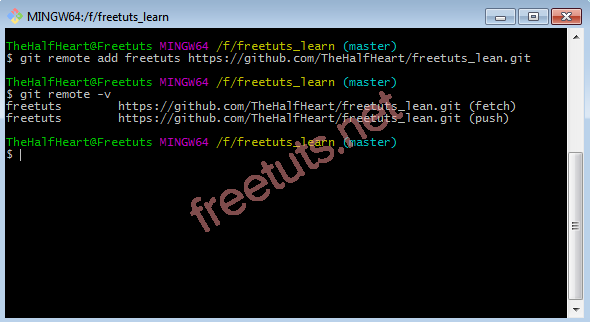 MINGW64:/f/freetuts_learn
TheHalfHeart@Freetuts MINGW64 /f/freetuts_learn (master)
$ git remote add freetuts https://github.com/TheHalfHeart/freetuts_lean.git
TheHalfHeart@Freetuts MINGW64 /f/freetuts_learn (master)
$ git remote -v
freetuts https://github.com/TheHalfHeart/freetuts_lean.git (fetch)
freetuts https://github.com/TheHalfHeart/freetuts_lean.git (push)
TheHalfHeart@Freetuts MINGW64 /f/freetuts_learn (master)
$
freetuts.net